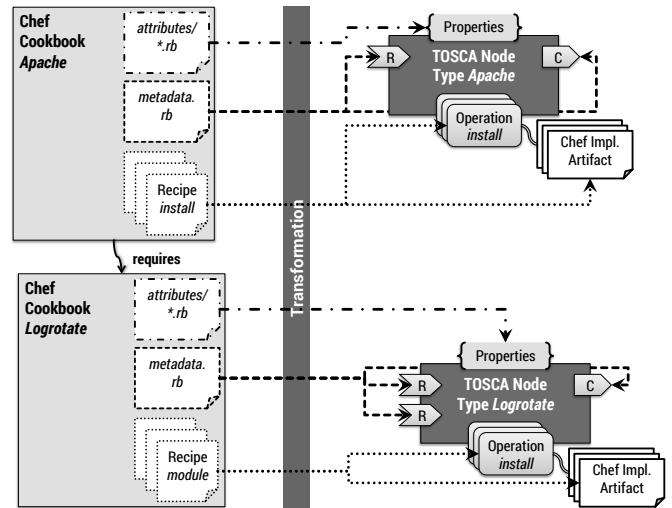 Chef
Cookbook
Apache
attributes/
*.rb
metadata.
rb
Recipe
install
requires
Chef
Cookbook
Logrotate
attributes/
*.rb
metadata.
rb
Recipe
module
Transformation
{ Properties }
R
TOSCA Node
Type Apache
C
Operation
install
Chef Impl.
Artifact
{ Properties }
R
R
TOSCA Node
Type Logrotate
C
Operation
install
Chef Impl.
Artifact